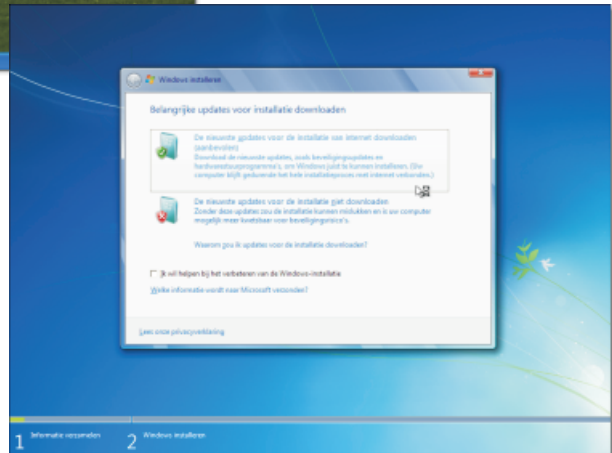 Windows installeren
Belangrijke updates voor installatie downloaden
De nieuwste updates voor de installatie van internet downloaden
(aanbevolen)
Download de nieuwste updates, zoals beveiligingsupdates en
hardwarestuurprogramma's, om Windows juist te kunnen installeren. (Uw
computer blijft gedurende het hele installatieproces met internet verbonden.)
De nieuwste updates voor de installatie niet downloaden
Zonder deze updates zou de installatie kunnen mislukken en is uw computer
mogelijk meer kwetsbaar voor beveiligingsrisico's.
Waarom zou ik updates voor de installatie downloaden?
Ik wil helpen bij het verbeteren van de Windows-installatie
Welke informatie wordt naar Microsoft verzonden?
Lees onze privacyverklaring
1 Informatie verzamelen 2 Windows installeren